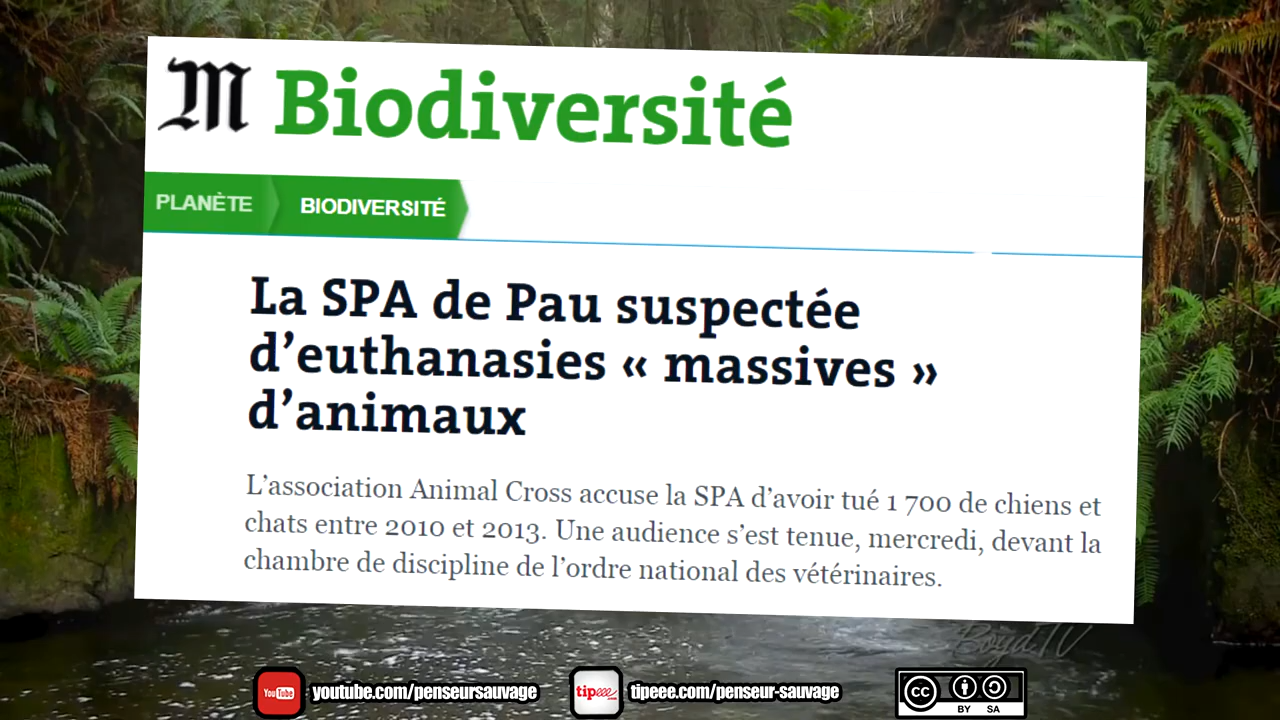 M Biodiversité
PLANÈTE BIODIVERSITÉ
La SPA de Pau suspectée
d’euthanasies « massives »
d’animaux
L’association Animal Cross accuse la SPA d’avoir tué 1 700 de chiens et
chats entre 2010 et 2013. Une audience s’est tenue, mercredi, devant la
chambre de discipline de l’ordre national des vétérinaires.
BoydTV
YouTube youtube.com/penseursauvage tipeee tipeee.com/penseur-sauvage cc BY SA